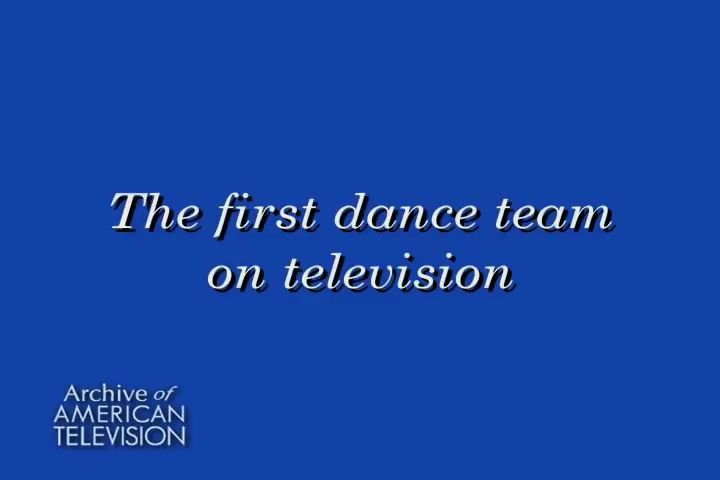 The first dance team
on television
Archive of
AMERICAN
TELEVISION